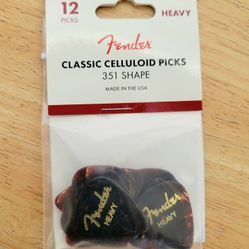 12
PICKS
HEAVY
Fender
CLASSIC CELLULOID PICKS
351 SHAPE
MADE IN THE USA
Fender
HEAVY
Fender
HEAVY